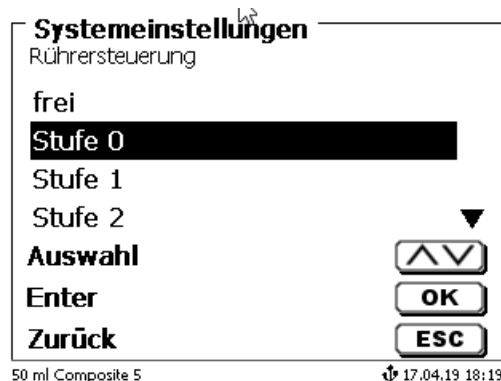 Systemeinstellungen
Rührersteuerung
frei
Stufe 0
Stufe 1
Stufe 2
Auswahl
Enter OK
Zurück ESC
50 ml Composite 5 17.04.19 18:19